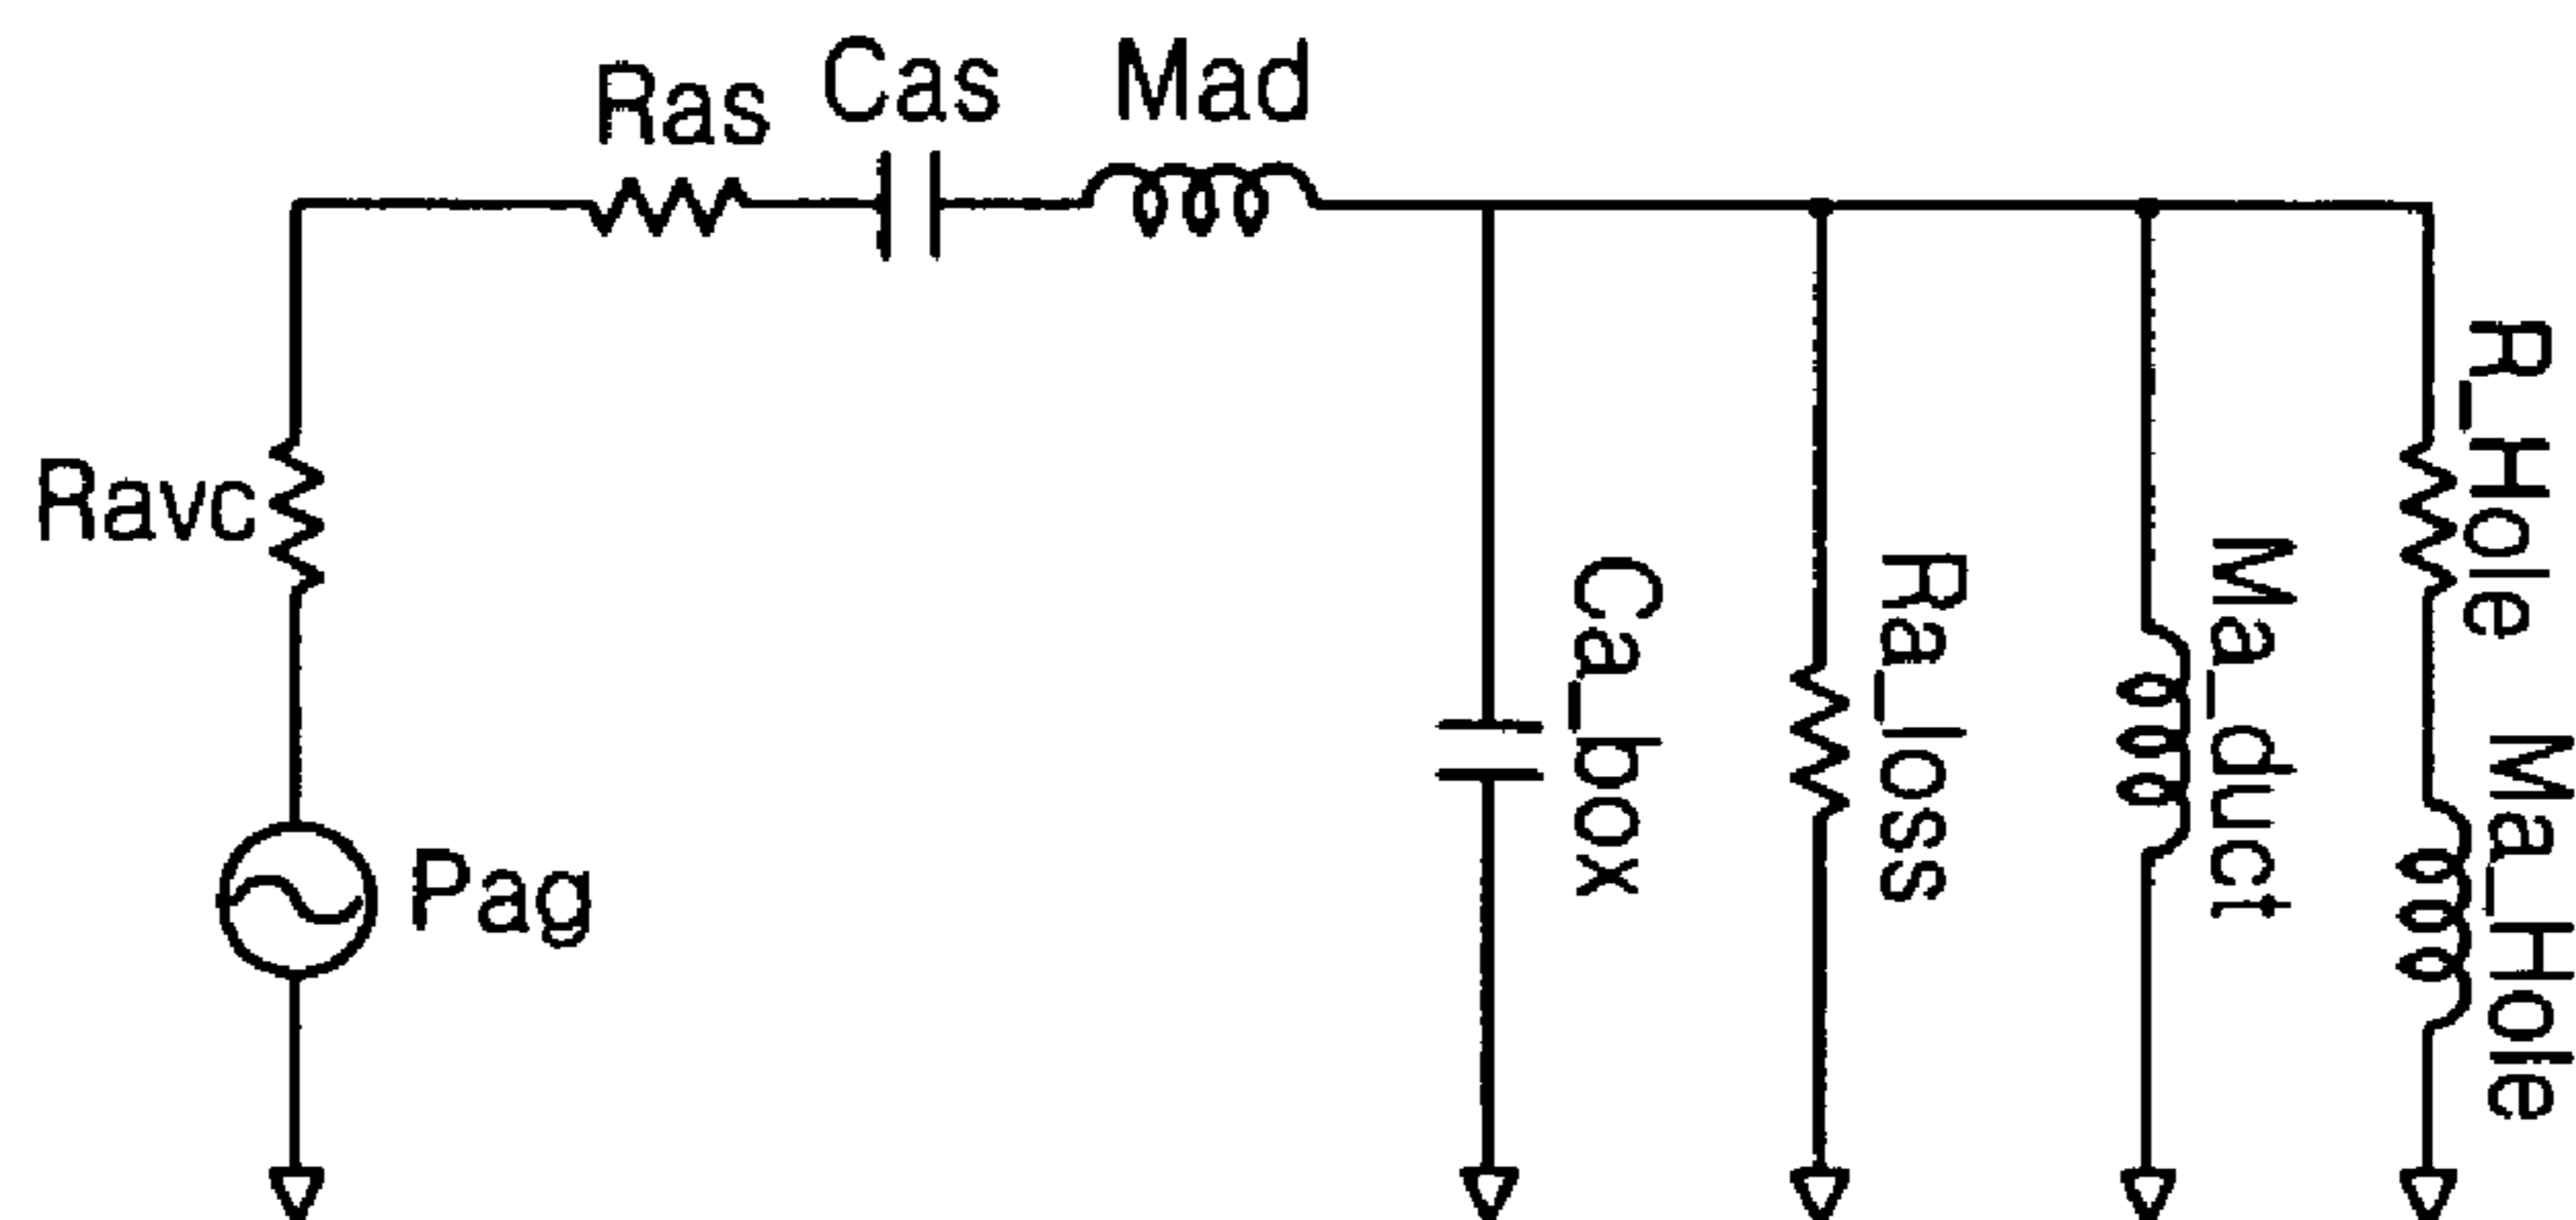 Ras
Cas
Mad
Ravc
Pag
Ca_box
Ra_loss
Ma_duct
R_Hole
Ma_Hole